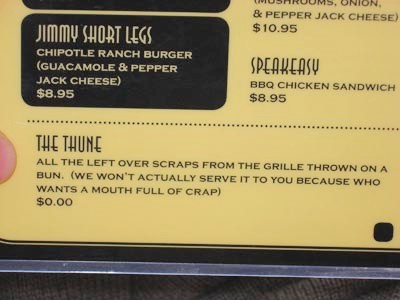 (MUSHROOMS, ONION,
& PEPPER JACK CHEESE)
$10.95
JIMMY SHORT LEGS
CHIPOTLE RANCH BURGER
(GUACAMOLE & PEPPER
JACK CHEESE)
$8.95
SPEAKEASY
BBQ CHICKEN SANDWICH
$8.95
THE THUNE
ALL THE LEFT OVER SCRAPS FROM THE GRILLE THROWN ON A
BUN. (WE WON'T ACTUALLY SERVE IT TO YOU BECAUSE WHO
WANTS A MOUTH FULL OF CRAP)
$0.00